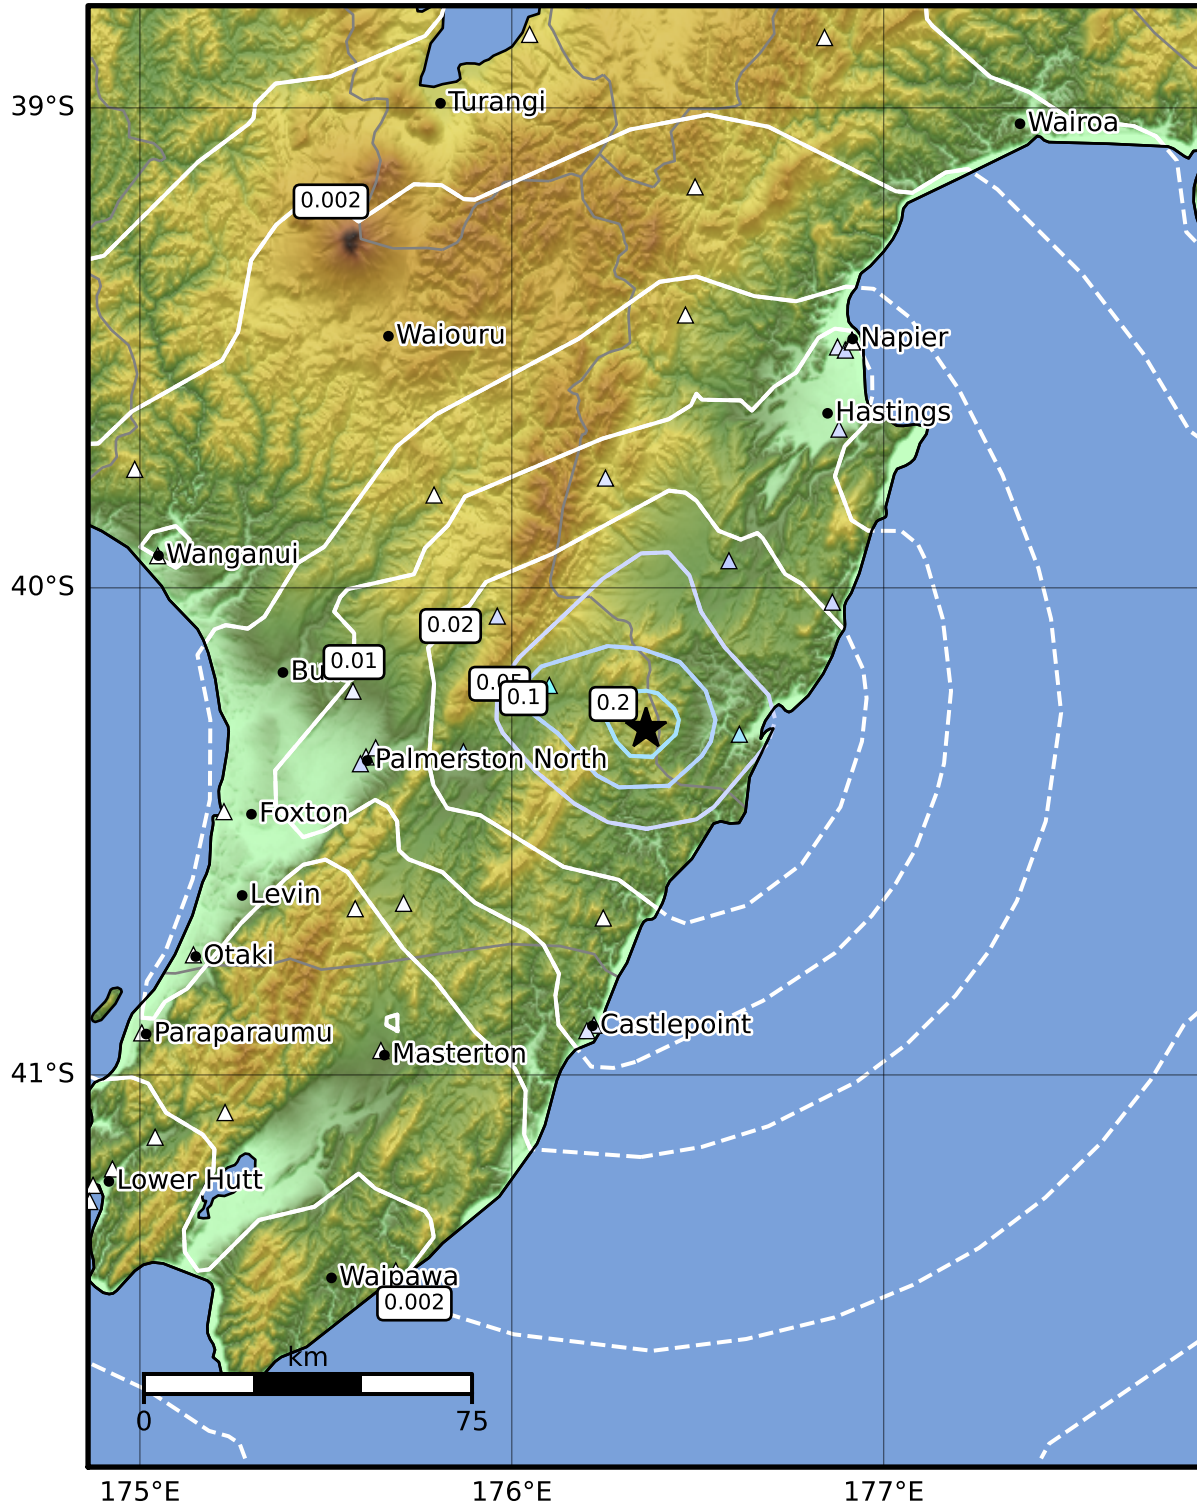 39°S
Turangi
Wairoa
0.002
Waiouru
Napier
Hastings
Wanganui
40°S
0.02
0.01
0.1
0.2
Palmerston North
Foxton
Levin
Otaki
Castlepoint
Paraparaumu
Masterton
41°S
Lower Hutt
Waipawa
0.002
km
0
75
175°E
176°E
177°E